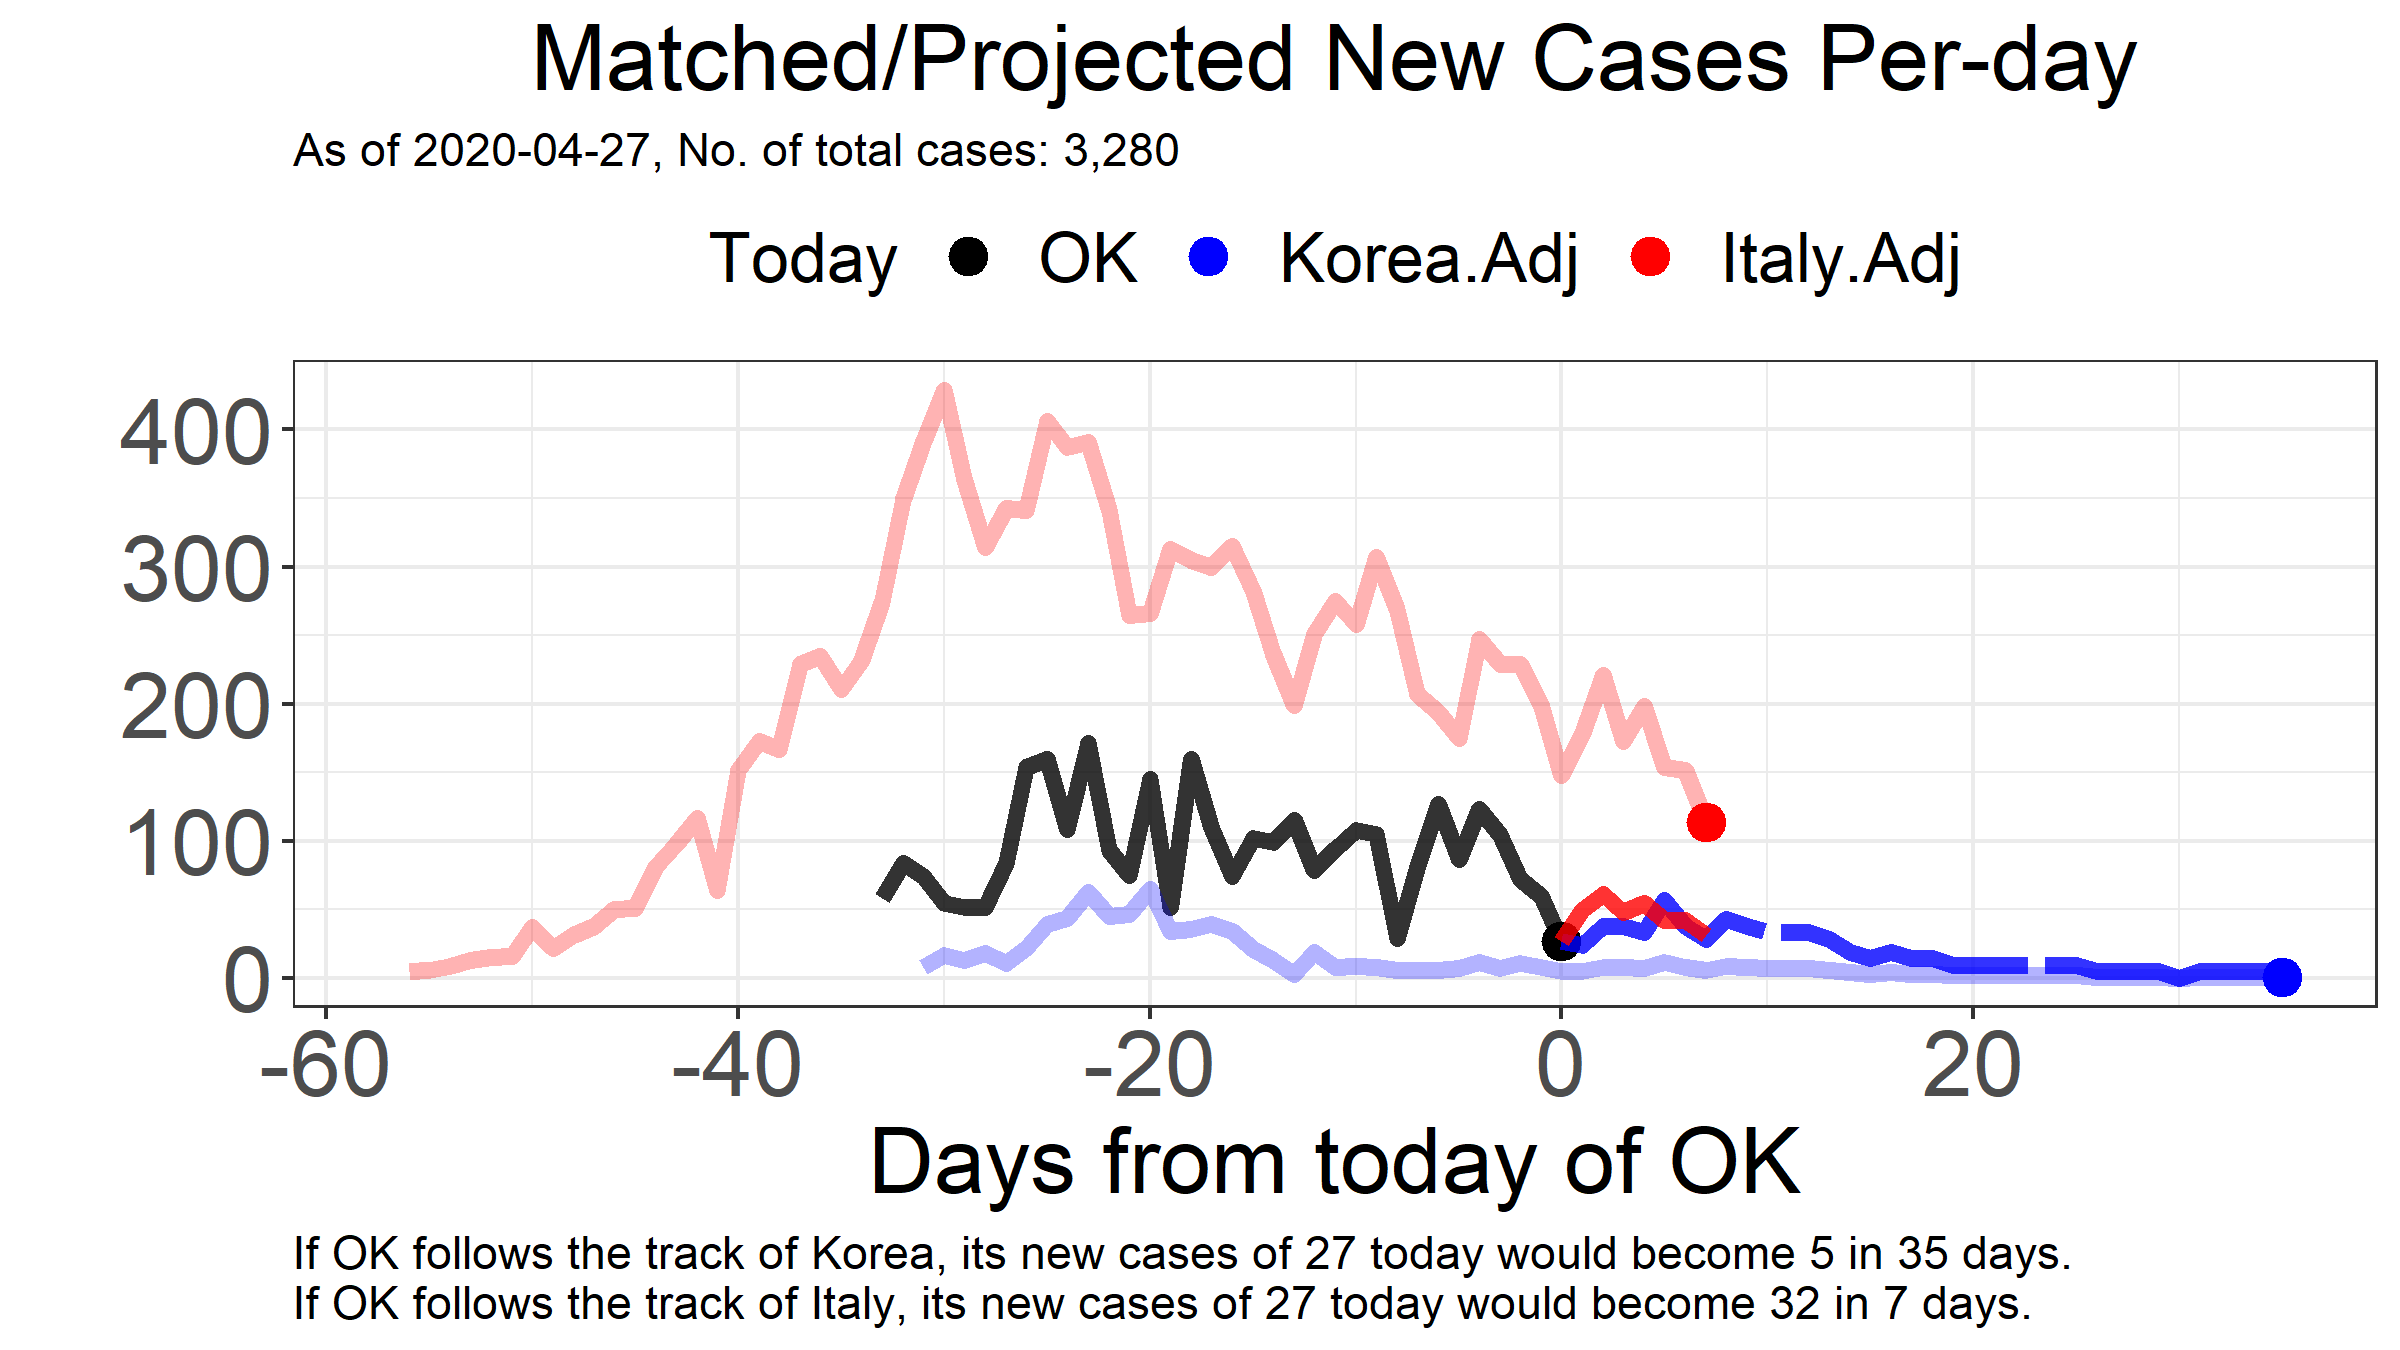 Matched/Projected New Cases Per-day
As of 2020-04-27, No. of total cases: 3,280
Today OK Korea.Adj Italy.Adj
400
300
200
100
0
-60 -40 -20 0 20
Days from today of OK
If OK follows the track of Korea, its new cases of 27 today would become 5 in 35 days.
If OK follows the track of Italy, its new cases of 27 today would become 32 in 7 days.